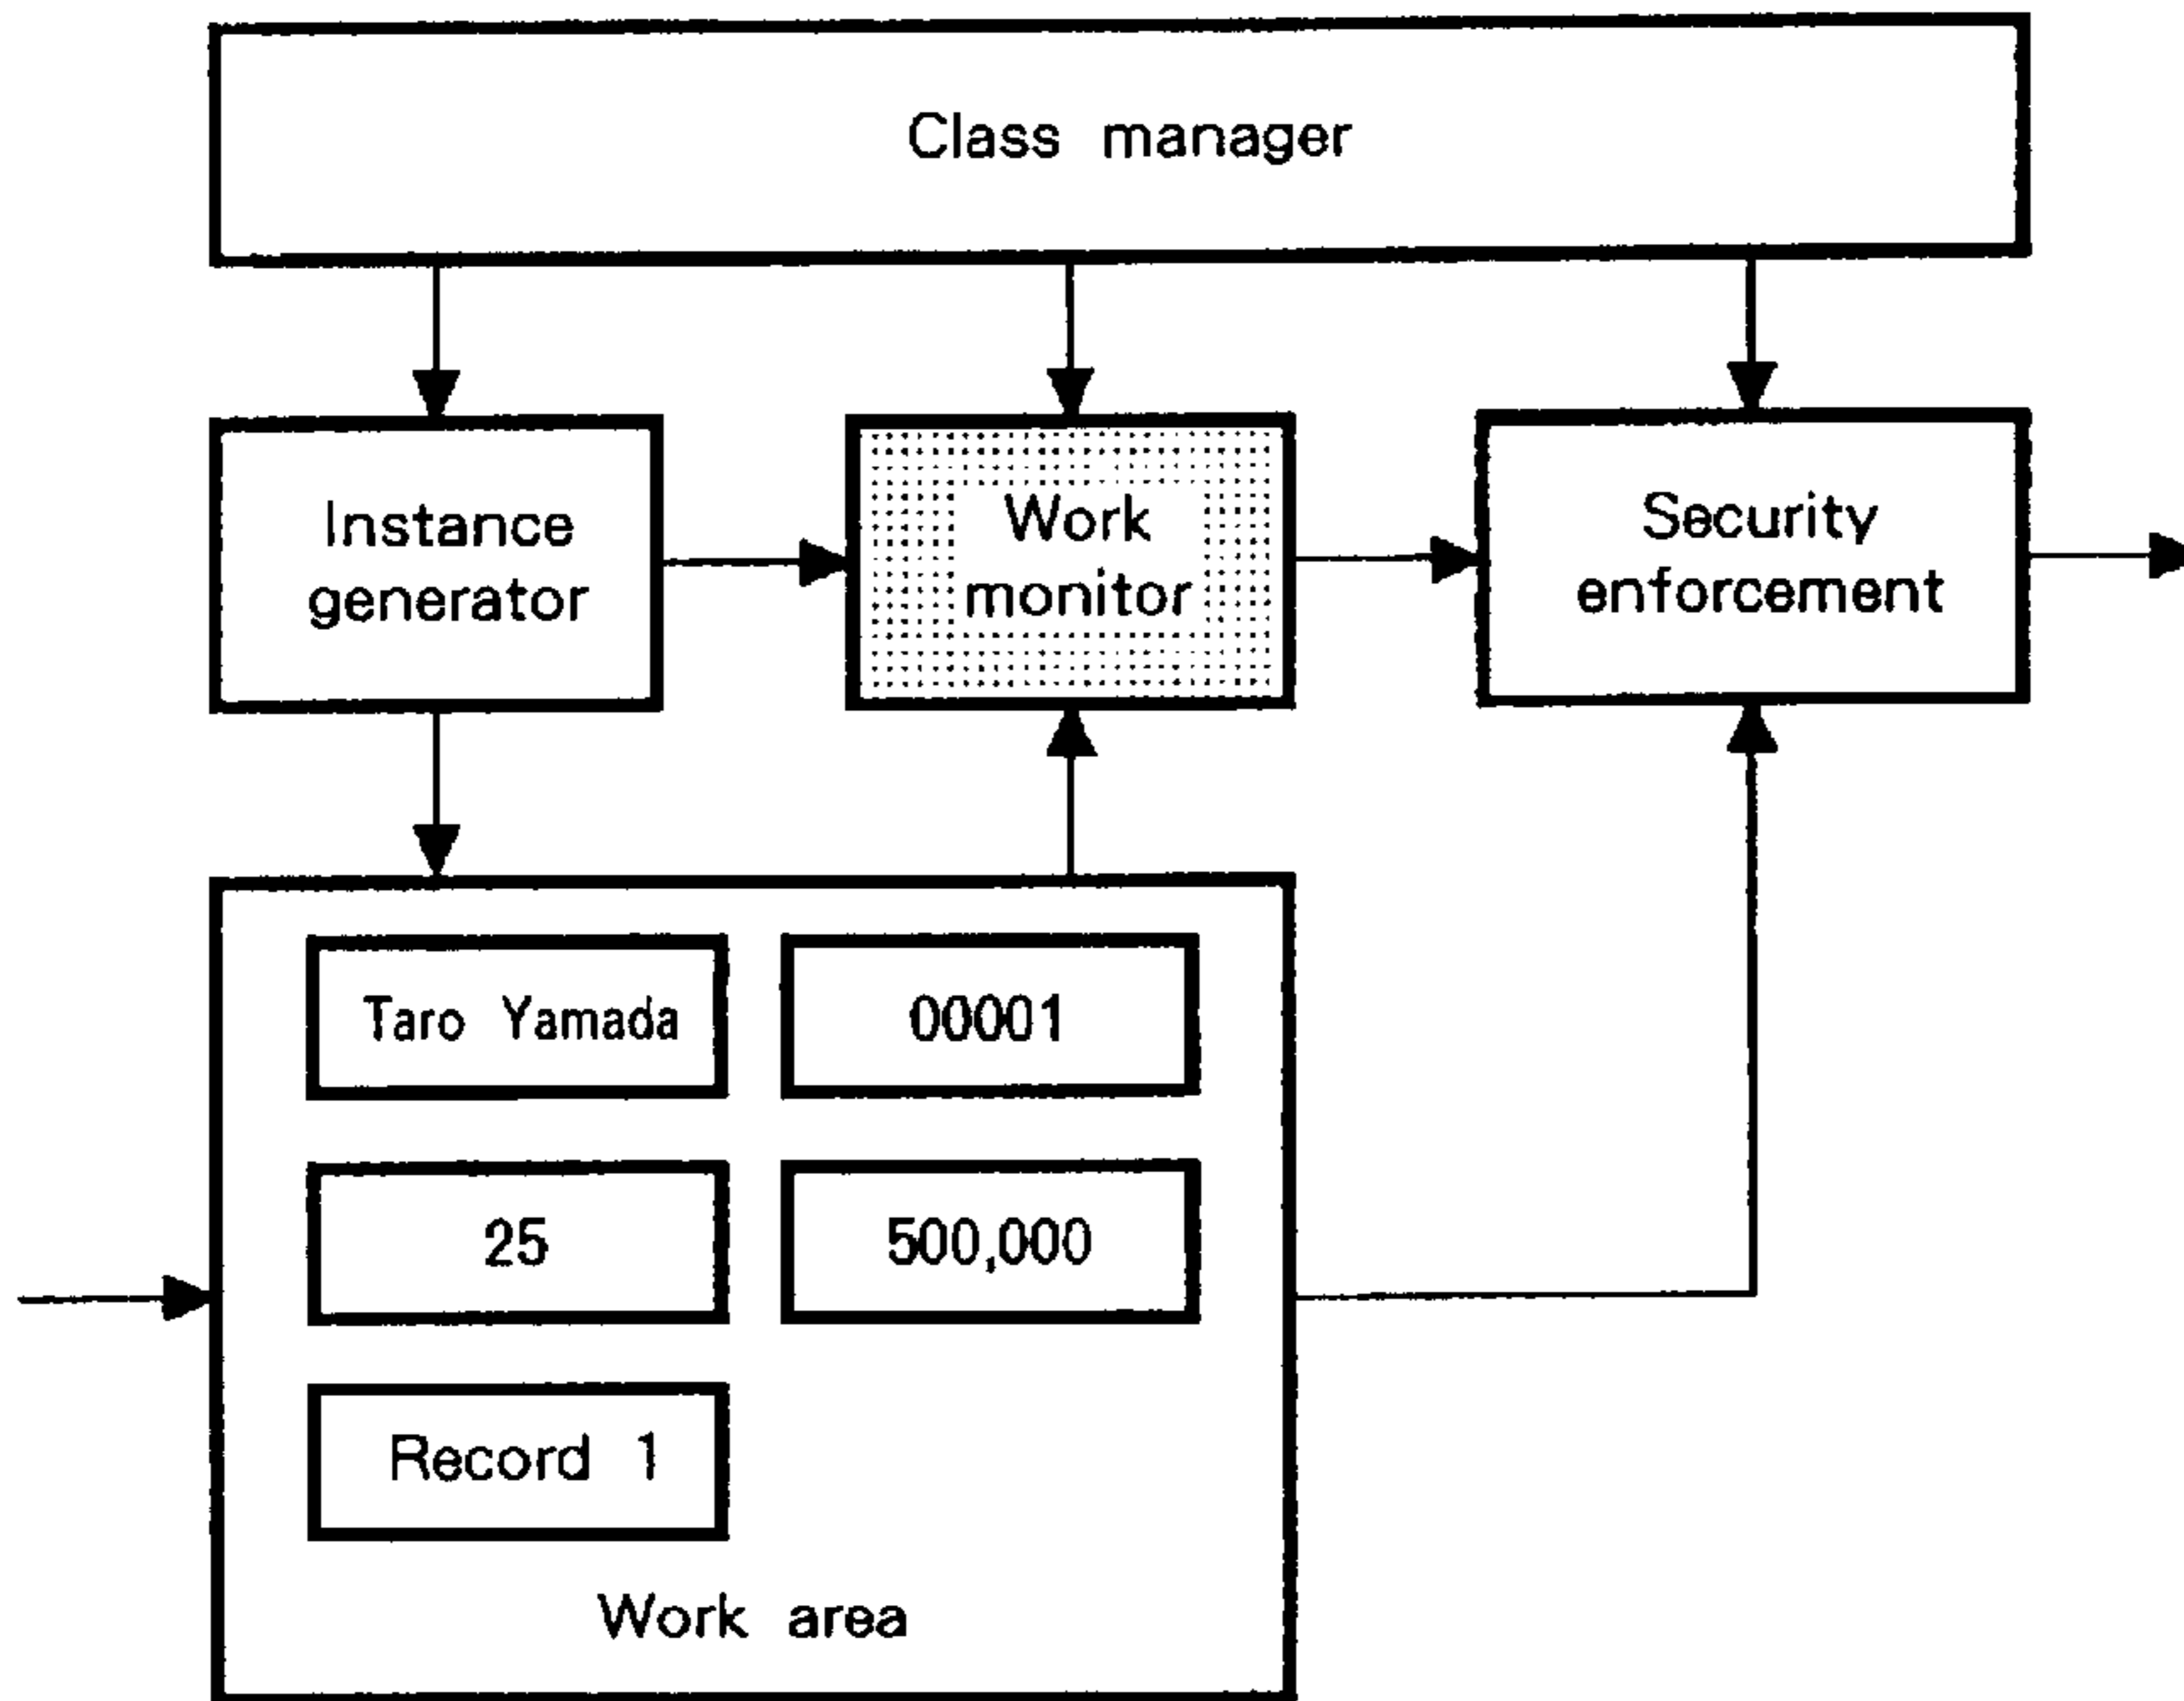 Class manager
Instance
generator
Work
monitor
Security
enforcement
Taro Yamada
00001
25
500,000
Record 1
Work area